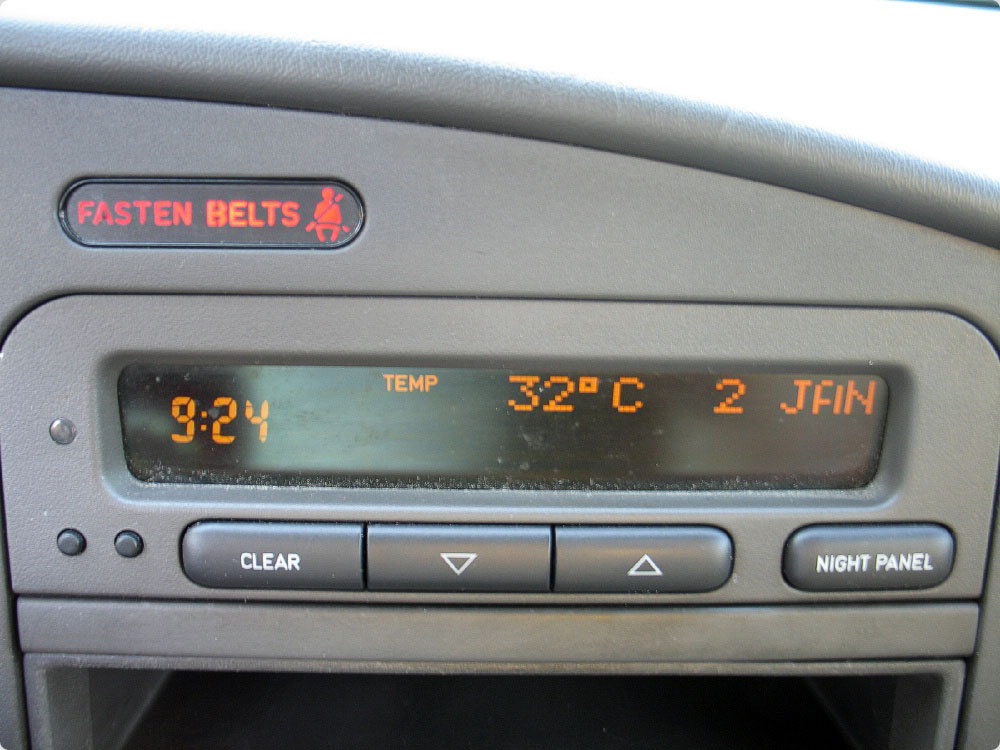 FASTEN BELTS
TEMP 32°C 2 JAN
9:24
CLEAR
NIGHT PANEL